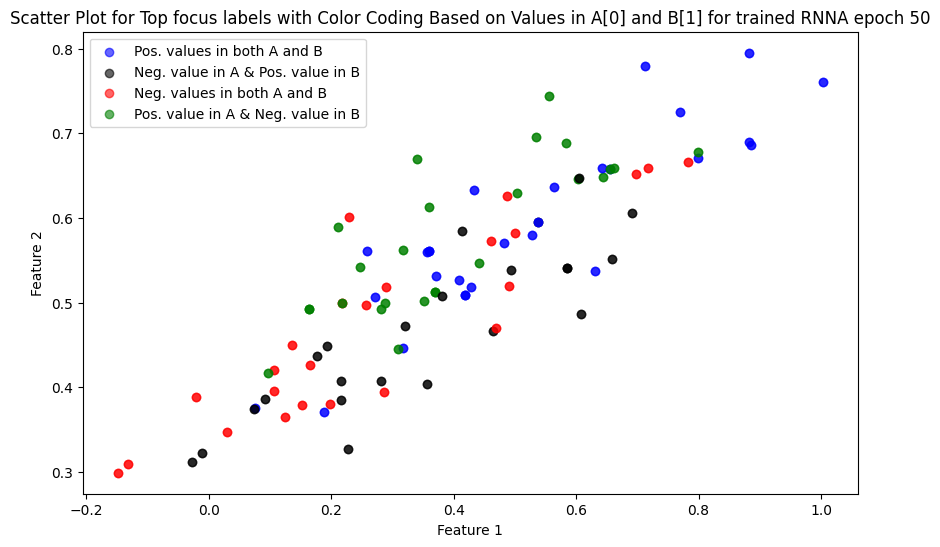 Scatter Plot for Top focus labels with Color Coding Based on Values in A[0] and B[1] for trained RNNA epoch 50
Pos. values in both A and B
Neg. value in A & Pos. value in B
Neg. values in both A and B
Pos. value in A & Neg. value in B
Feature 2
0.8
0.7
0.6
0.5
0.4
0.3
−0.2
0.0
0.2
0.4
0.6
0.8
1.0
Feature 1